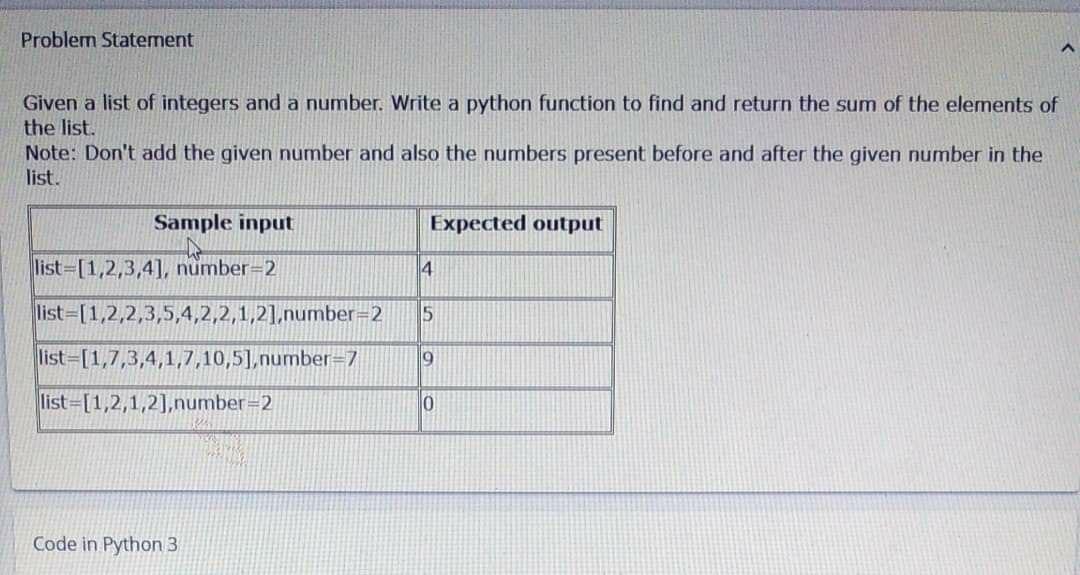 Problem Statement
Given a list of integers and a number. Write a python function to find and return the sum of the elements of
the list.
Note: Don't add the given number and also the numbers present before and after the given number in the
list.
Sample input Expected output
list=[1,2,3,4], number=2 4
list=[1,2,2,3,5,4,2,2,1,2],number=2 5
list=[1,7,3,4,1,7,10,5],number=7 9
list=[1,2,1,2],number=2 0
Code in Python 3